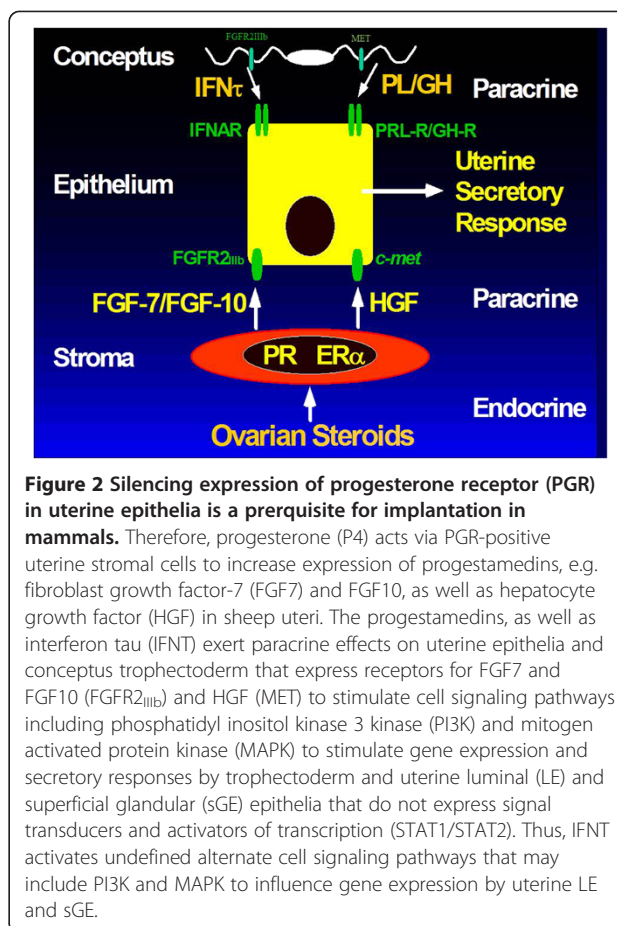 FGFR2IIIb MET
Conceptus
IFNτ PL/GH Paracrine
IFNAR PRL-R/GH-R
Epithelium Uterine
Secretory
Response
FGFR2IIIb c-met
FGF-7/FGF-10 HGF Paracrine
Stroma PR ERα
Endocrine
Ovarian Steroids
Figure 2 Silencing expression of progesterone receptor (PGR)
in uterine epithelia is a prerquisite for implantation in
mammals. Therefore, progesterone (P4) acts via PGR-positive
uterine stromal cells to increase expression of progestamedins, e.g.
fibroblast growth factor-7 (FGF7) and FGF10, as well as hepatocyte
growth factor (HGF) in sheep uteri. The progestamedins, as well as
interferon tau (IFNT) exert paracrine effects on uterine epithelia and
conceptus trophectoderm that express receptors for FGF7 and
FGF10 (FGFR2IIIb) and HGF (MET) to stimulate cell signaling pathways
including phosphatidyl inositol kinase 3 kinase (PI3K) and mitogen
activated protein kinase (MAPK) to stimulate gene expression and
secretory responses by trophectoderm and uterine luminal (LE) and
superficial glandular (sGE) epithelia that do not express signal
transducers and activators of transcription (STAT1/STAT2). Thus, IFNT
activates undefined alternate cell signaling pathways that may
include PI3K and MAPK to influence gene expression by uterine LE
and sGE.